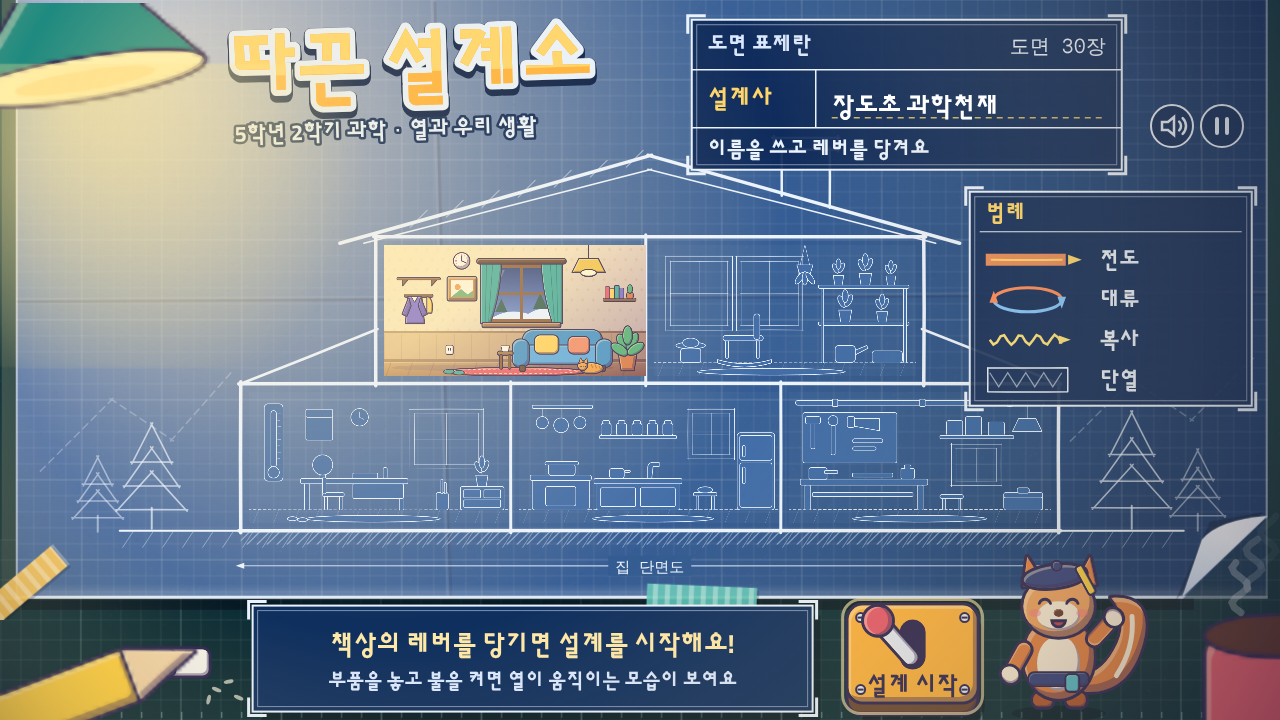 따끈 설계소
5학년 2학기 과학 · 열과 우리 생활
도면 표제란
도면 30장
설계사
장도초 과학천재
이름을 쓰고 레버를 당겨요
범례
전도
대류
복사
단열
집 단면도
책상의 레버를 당기면 설계를 시작해요!
부품을 놓고 불을 켜면 열이 움직이는 모습이 보여요
설계 시작